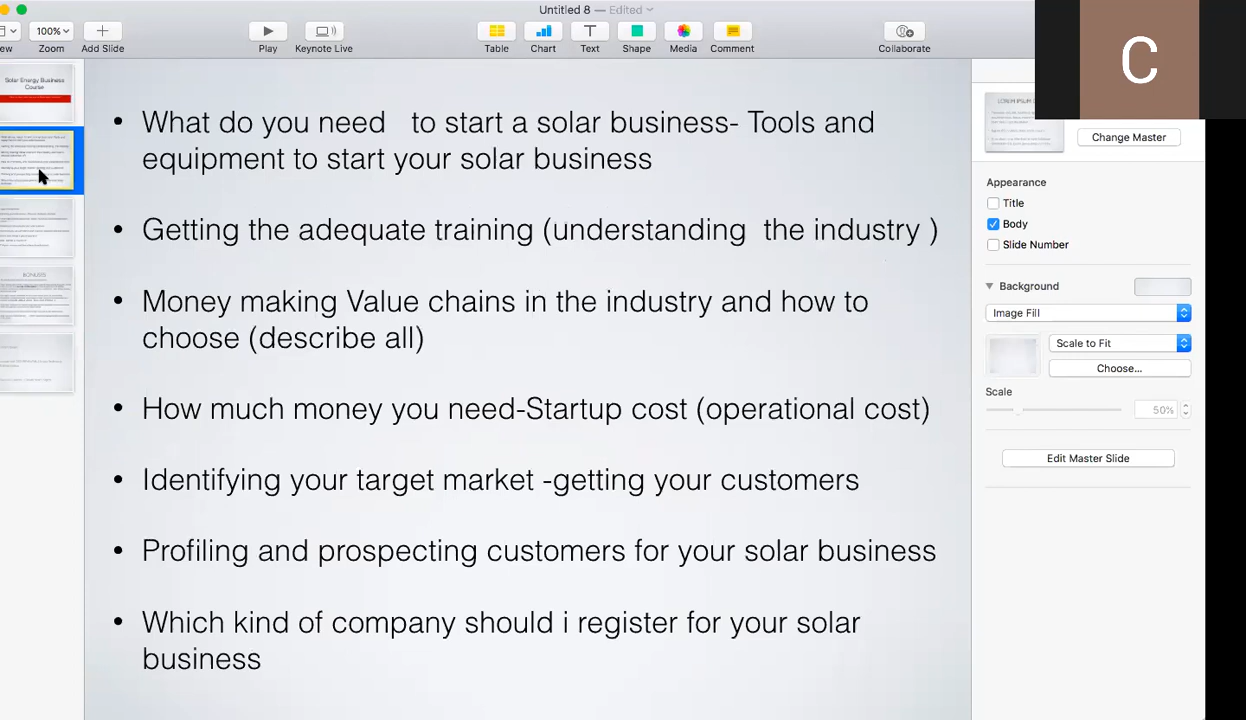 Untitled 8 — Edited
100%
Zoom
Add Slide
Play
Keynote Live
Table
Chart
Text
Shape
Media
Comment
Collaborate
C
Solar Energy Business
Course
BONUSES
• What do you need   to start a solar business- Tools and
equipment to start your solar business
• Getting the adequate training (understanding  the industry )
• Money making Value chains in the industry and how to
choose (describe all)
• How much money you need-Startup cost (operational cost)
• Identifying your target market -getting your customers
• Profiling and prospecting customers for your solar business
• Which kind of company should i register for your solar
business
Change Master
Appearance
Title
Body
Slide Number
Background
Image Fill
Scale to Fit
Choose...
Scale
50%
Edit Master Slide